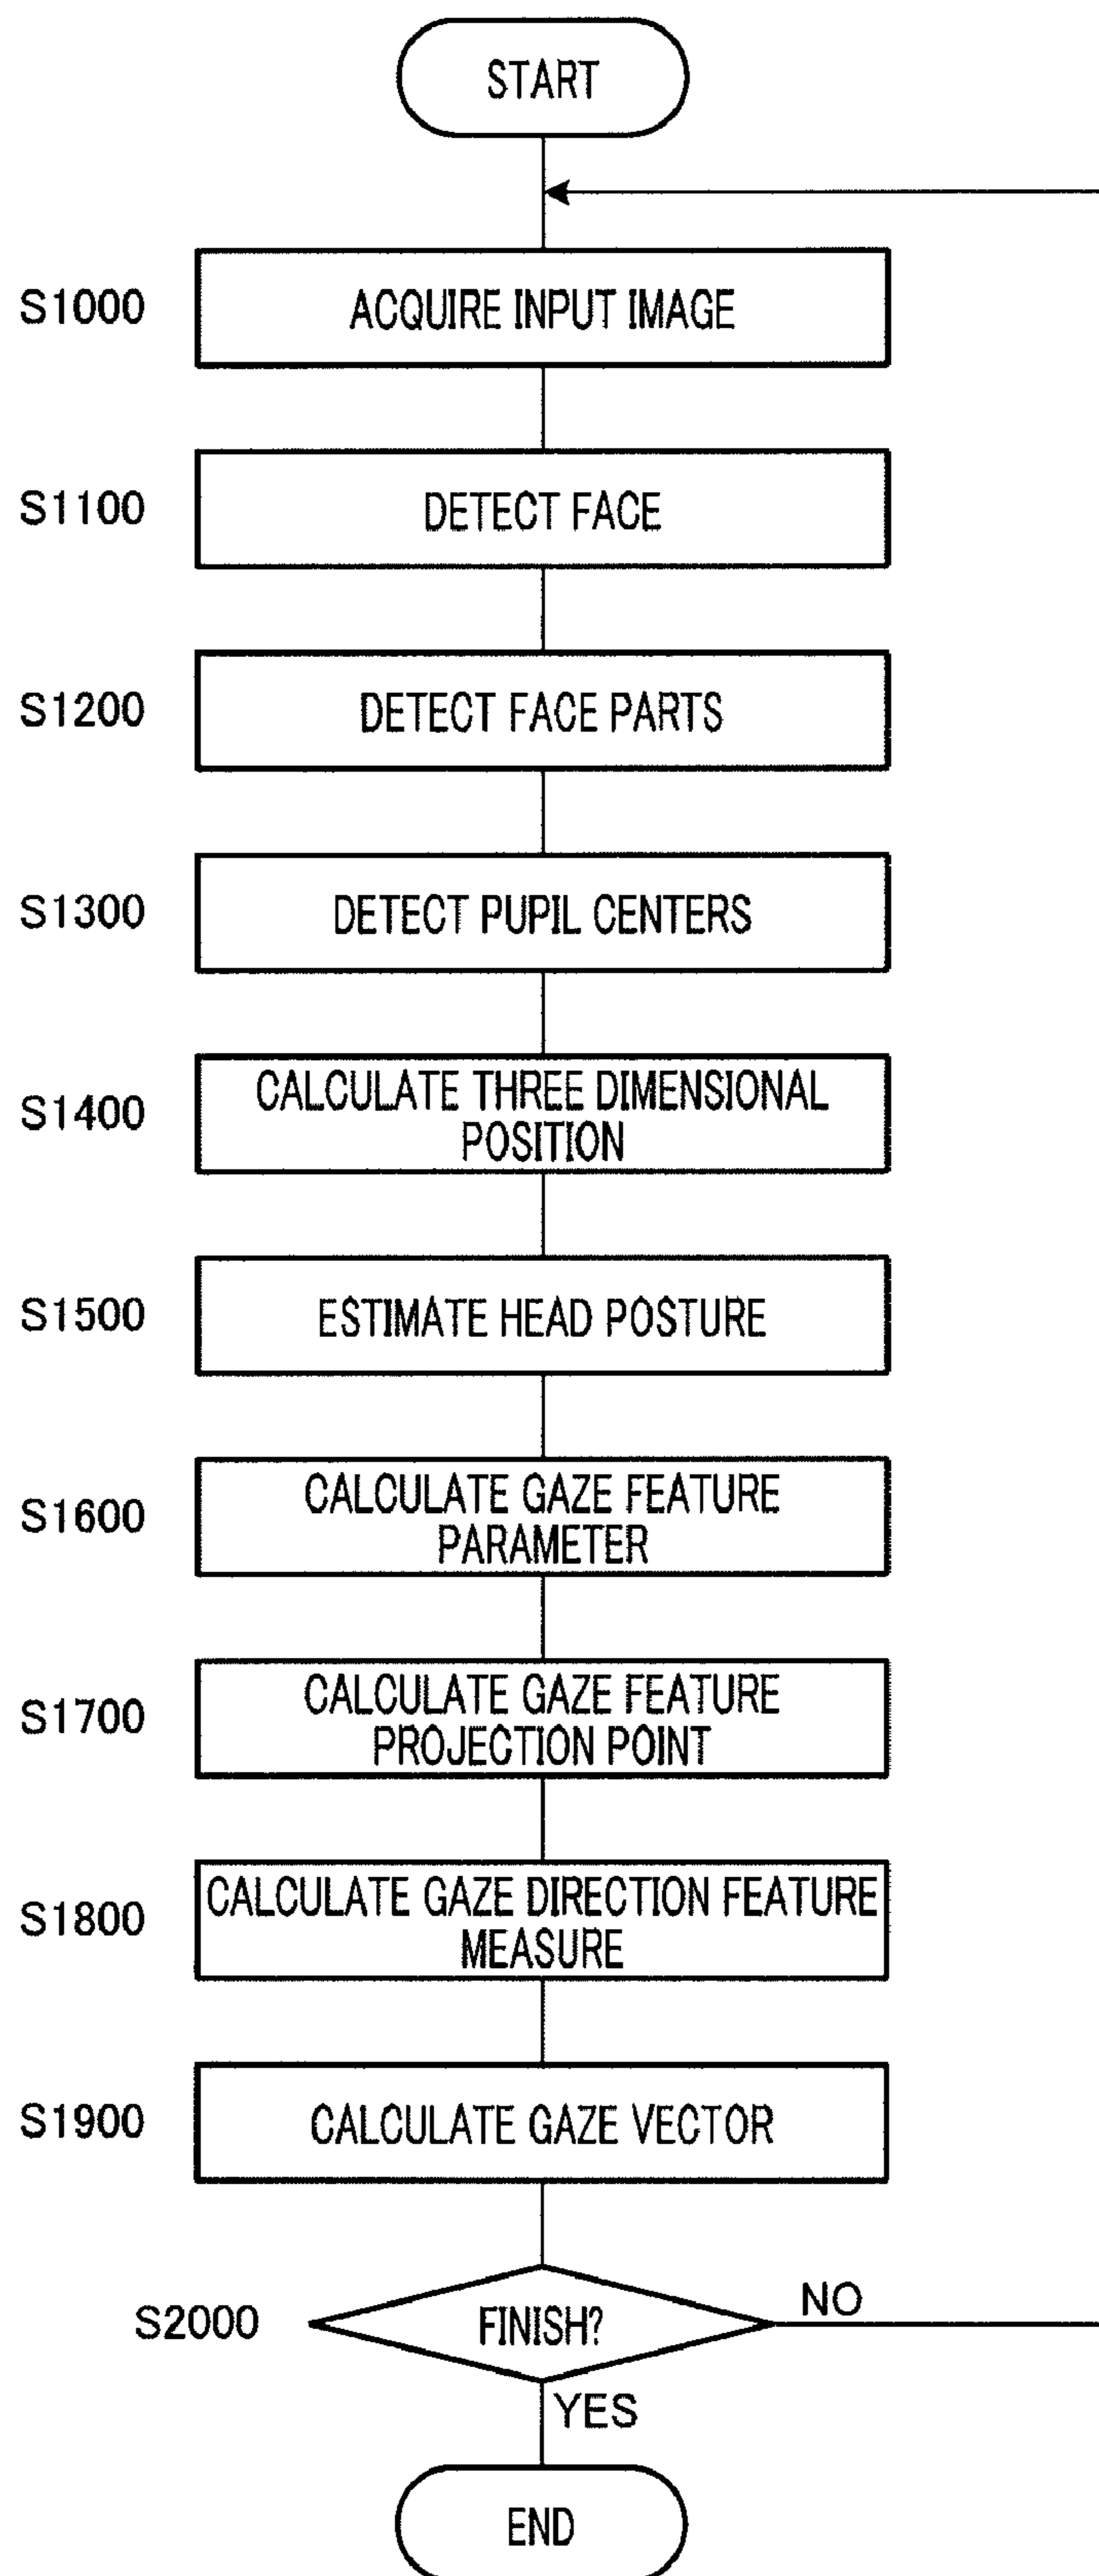 START
S1000
ACQUIRE INPUT IMAGE
S1100
DETECT FACE
S1200
DETECT FACE PARTS
S1300
DETECT PUPIL CENTERS
S1400
CALCULATE THREE DIMENSIONAL
POSITION
S1500
ESTIMATE HEAD POSTURE
S1600
CALCULATE GAZE FEATURE
PARAMETER
S1700
CALCULATE GAZE FEATURE
PROJECTION POINT
S1800
CALCULATE GAZE DIRECTION FEATURE
MEASURE
S1900
CALCULATE GAZE VECTOR
S2000
FINISH?
NO
YES
END